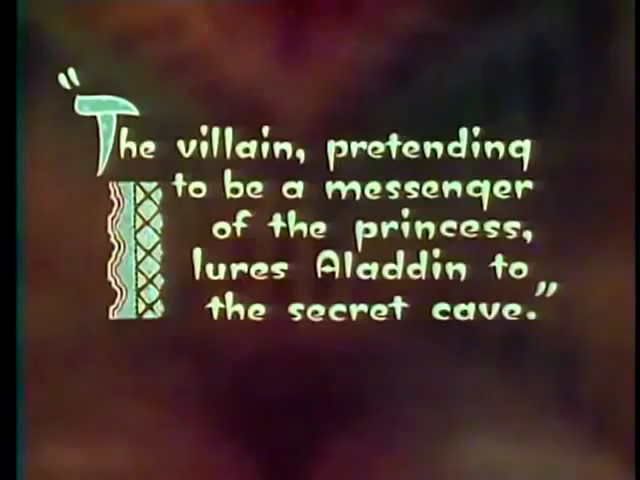 "The villain, pretending
to be a messenger
of the princess,
lures Aladdin to
the secret cave."